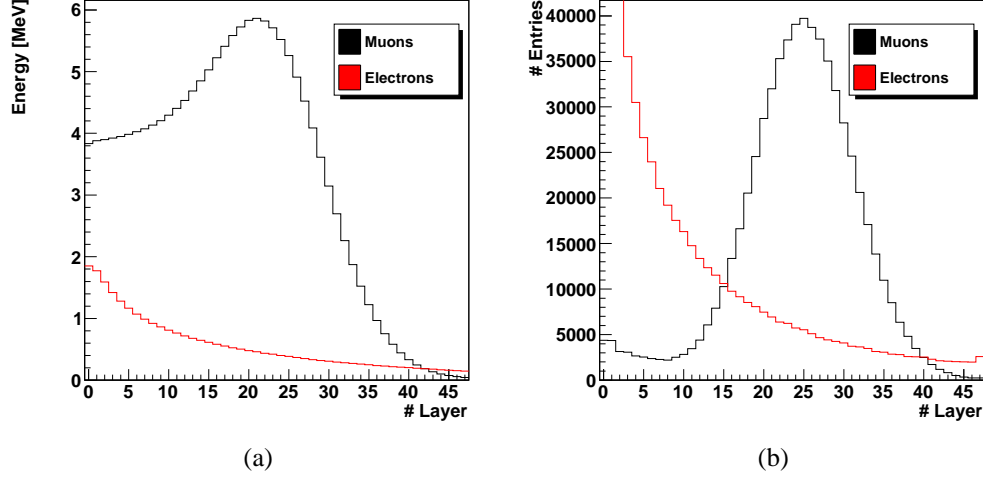 Energy [MeV]
6
5
4
3
2
1
0
0 5 10 15 20 25 30 35 40 45
# Layer
Muons
Electrons
(a)
# Entries
40000
35000
30000
25000
20000
15000
10000
5000
0
0 5 10 15 20 25 30 35 40 45
# Layer
Muons
Electrons
(b)